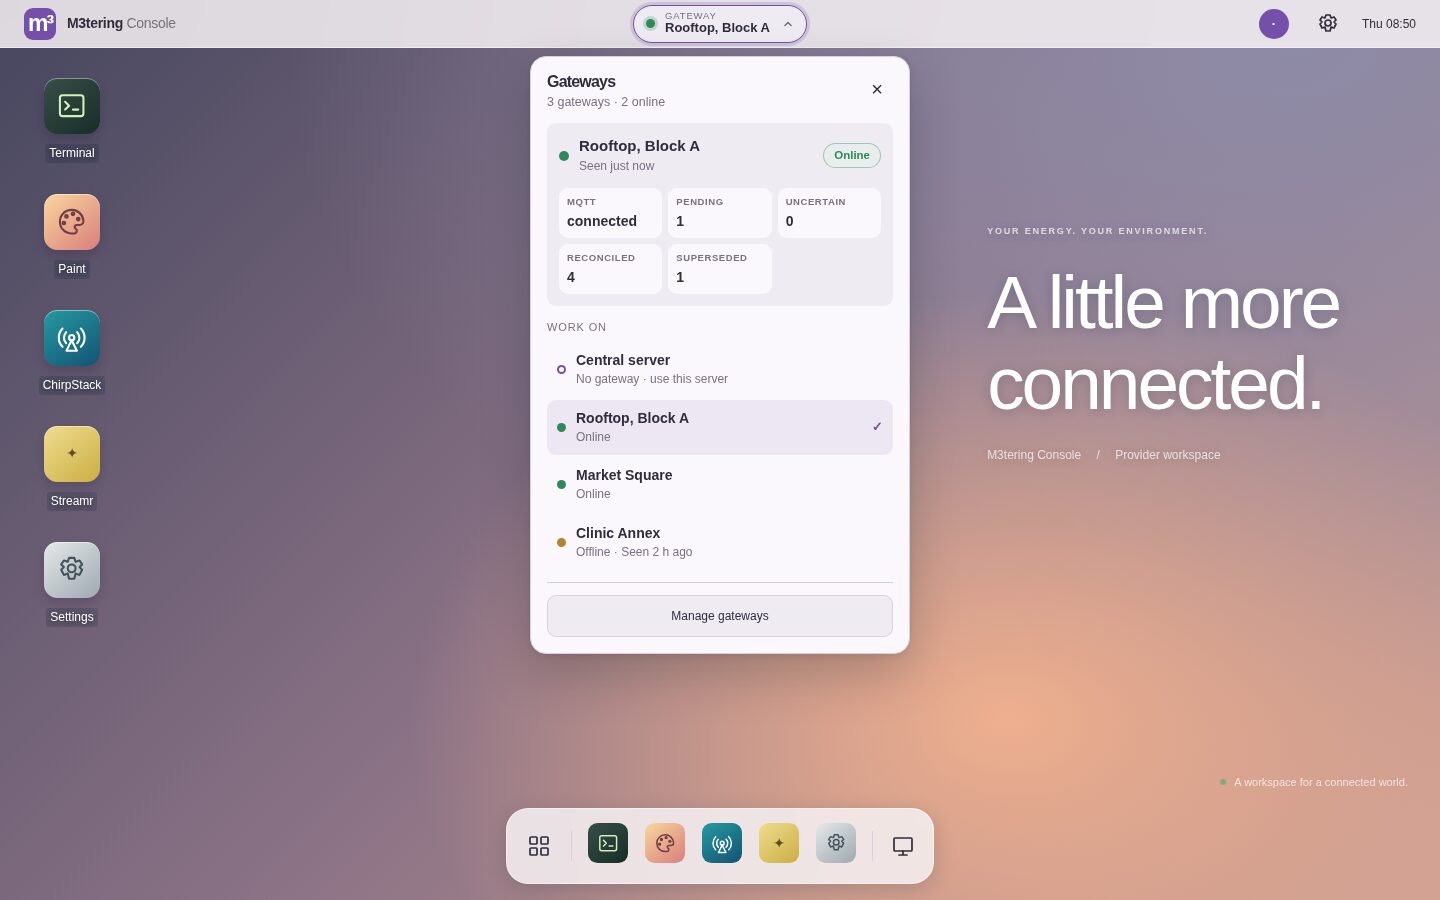 m³ M3tering Console
GATEWAY
Rooftop, Block A
Thu 08:50
Terminal
Paint
ChirpStack
Streamr
Settings
Gateways
3 gateways · 2 online
×
Rooftop, Block A
Seen just now
Online
MQTT
connected
PENDING
1
UNCERTAIN
0
RECONCILED
4
SUPERSEDED
1
WORK ON
Central server
No gateway · use this server
Rooftop, Block A
Online
✓
Market Square
Online
Clinic Annex
Offline · Seen 2 h ago
Manage gateways
YOUR ENERGY. YOUR ENVIRONMENT.
A little more
connected.
M3tering Console / Provider workspace
A workspace for a connected world.